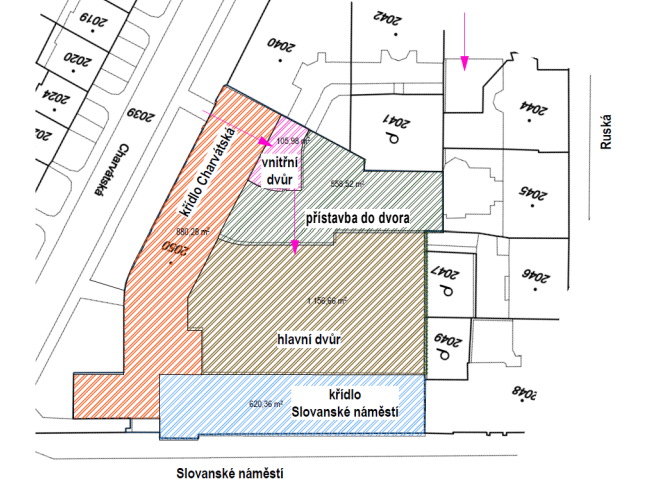 2019
2042
2040
2020
2024
2039
2041
2044
Ruská
Charvátská
křídlo Charvátská
105,98 m²
vnitřní
dvůr
558,52 m²
přístavba do dvora
2045
880,28 m²
2050
2047
2046
1 156,66 m²
hlavní dvůr
2049
2048
křídlo
620,36 m²
Slovanské náměstí
Slovanské náměstí